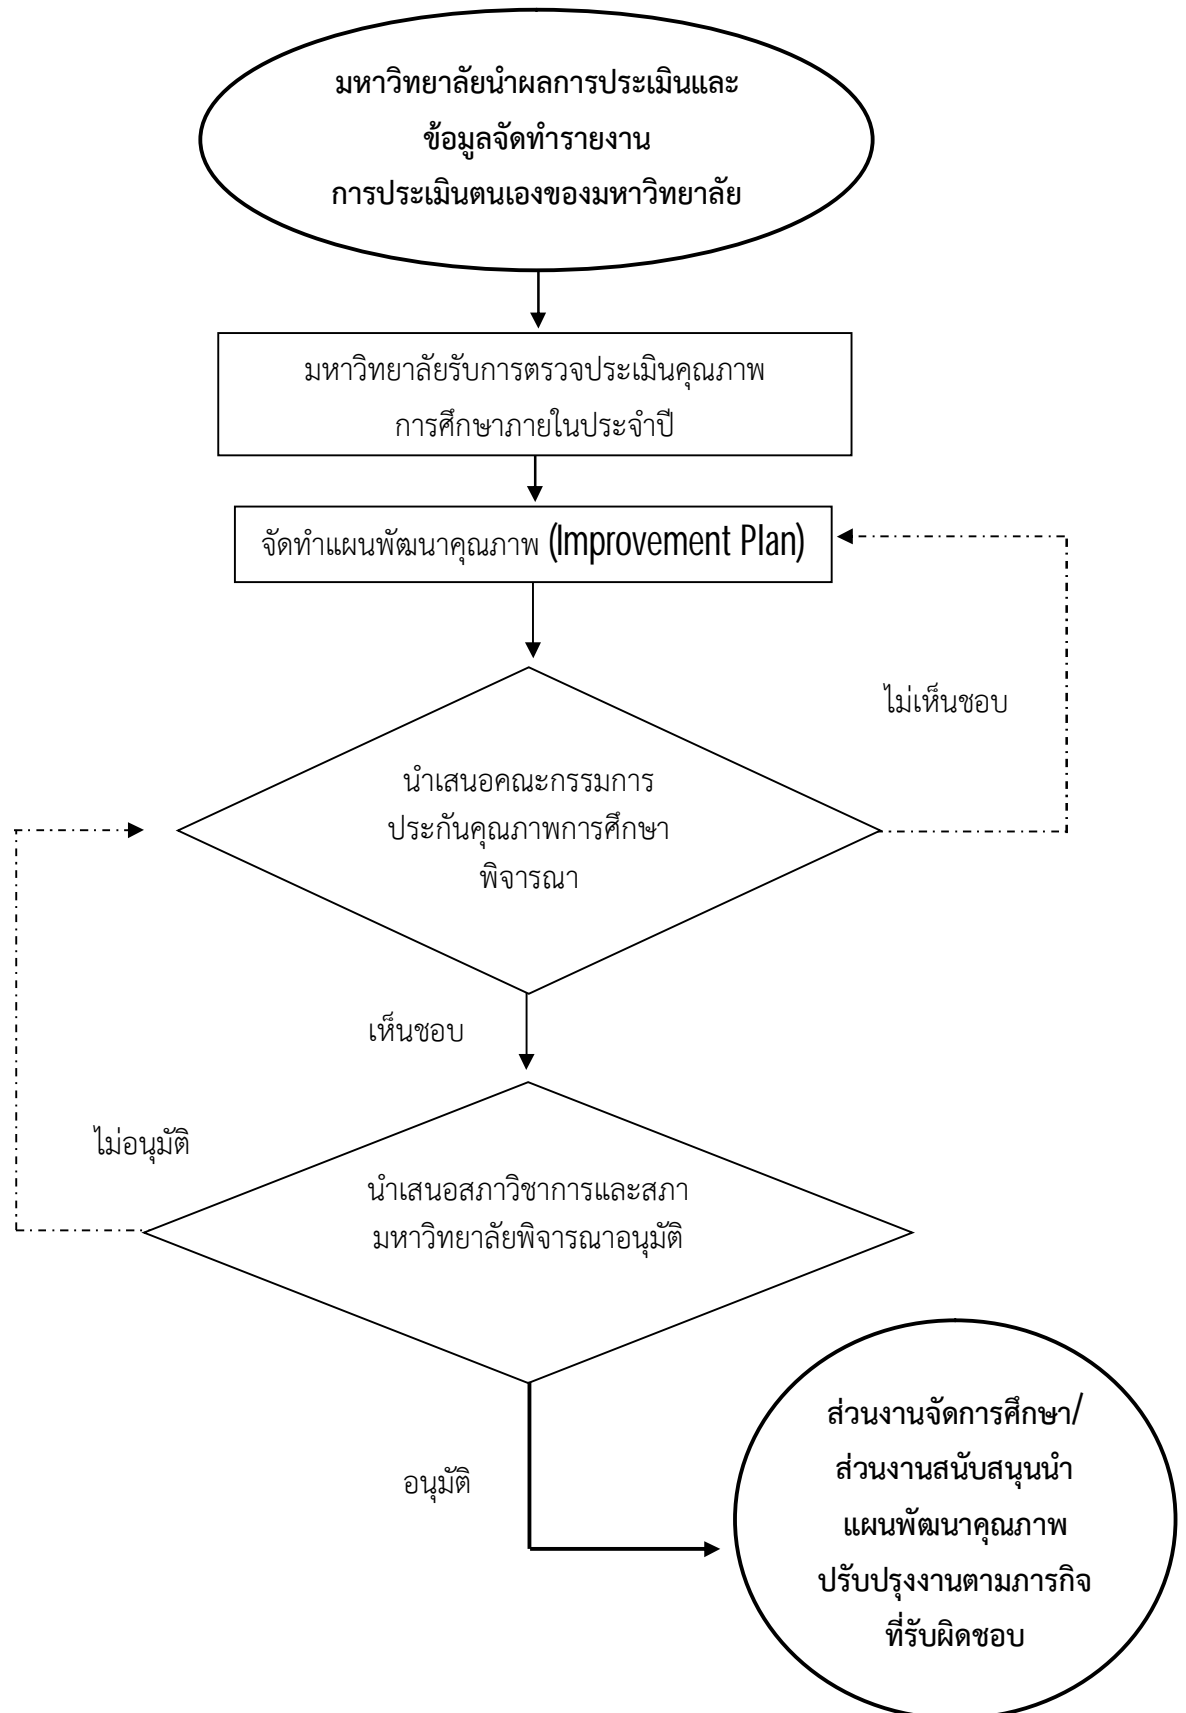 มหาวิทยาลัยนำผลการประเมินและ
ข้อมูลจัดทำรายงาน
การประเมินตนเองของมหาวิทยาลัย
มหาวิทยาลัยรับการตรวจประเมินคุณภาพ
การศึกษาภายในประจำปี
จัดทำแผนพัฒนาคุณภาพ (Improvement Plan)
ไม่เห็นชอบ
นำเสนอคณะกรรมการ
ประกันคุณภาพการศึกษา
พิจารณา
เห็นชอบ
ไม่อนุมัติ
นำเสนอสภาวิชาการและสภา
มหาวิทยาลัยพิจารณาอนุมัติ
อนุมัติ
ส่วนงานจัดการศึกษา/
ส่วนงานสนับสนุนนำ
แผนพัฒนาคุณภาพ
ปรับปรุงงานตามภารกิจ
ที่รับผิดชอบ